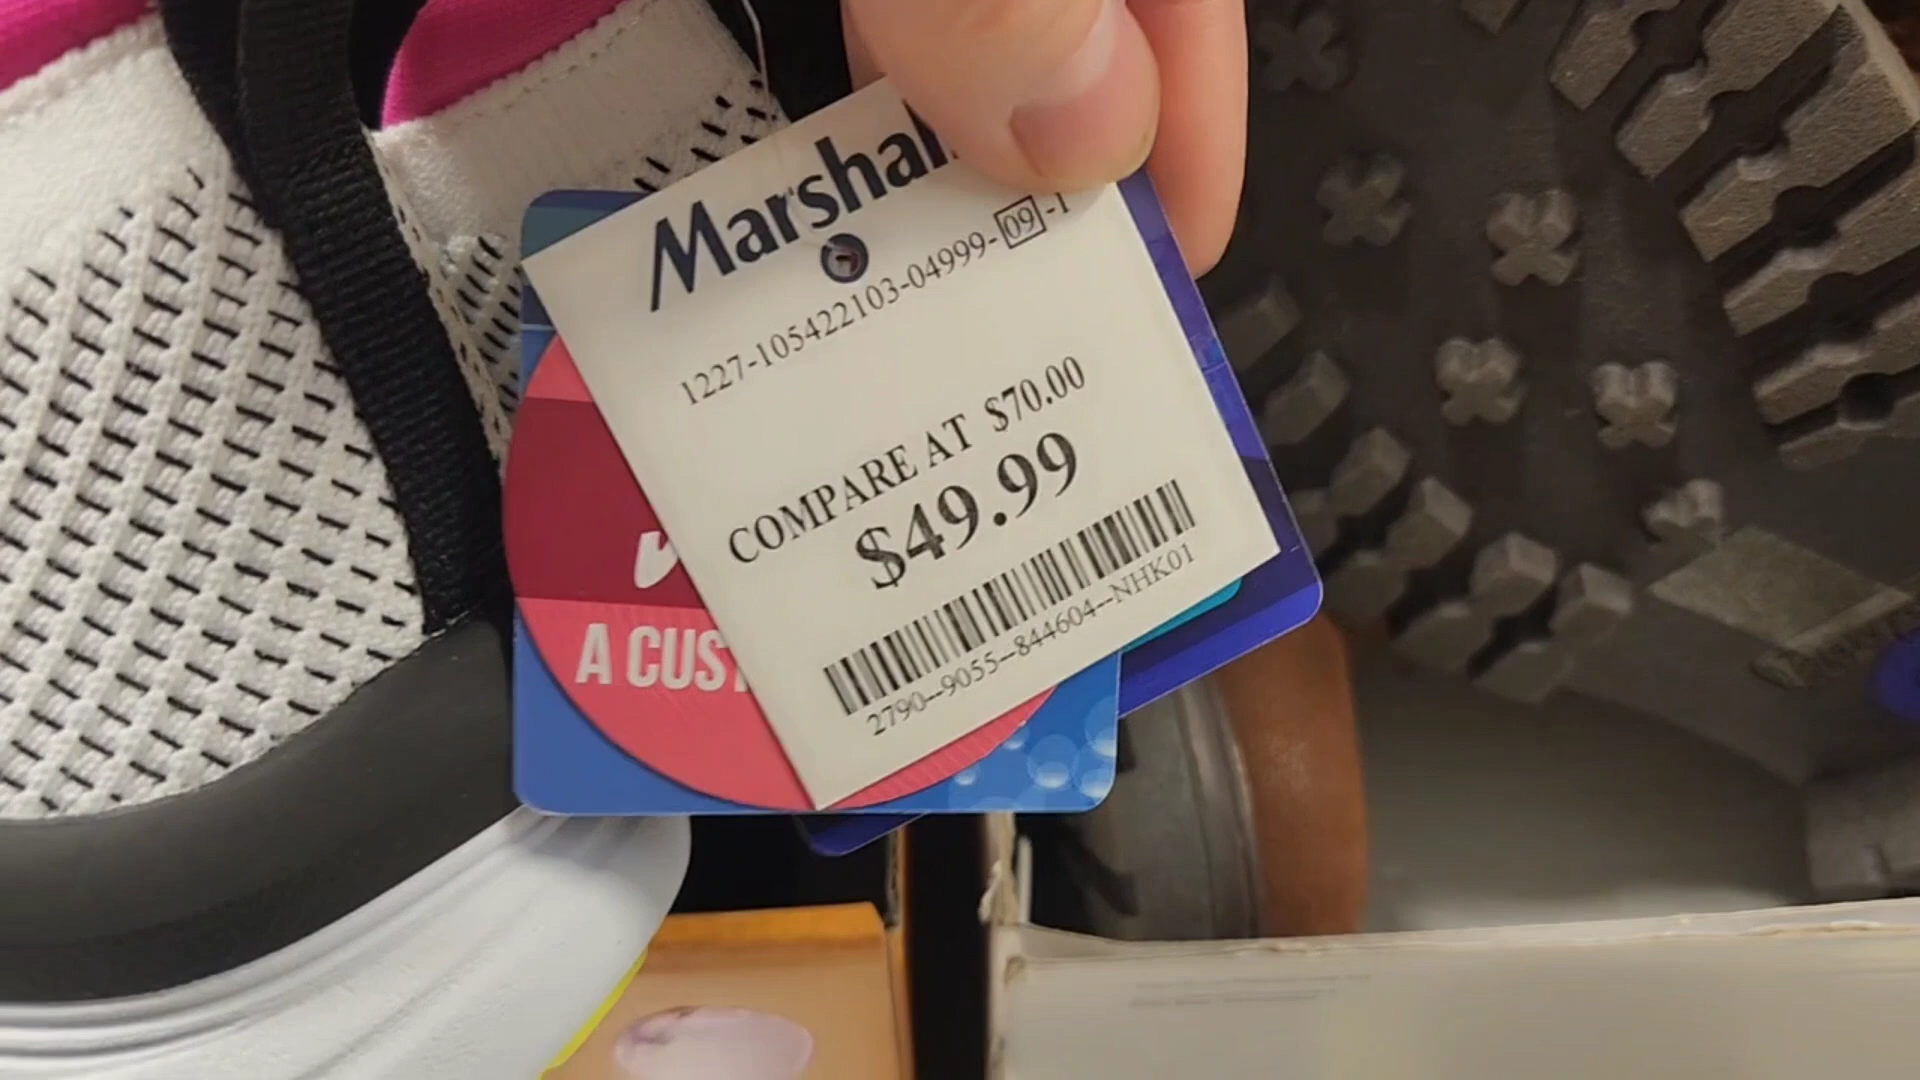 Marshal
1227-105422103-04999-09-1
COMPARE AT $70.00
$49.99
2790--9055--844604--NHK01
A CUST